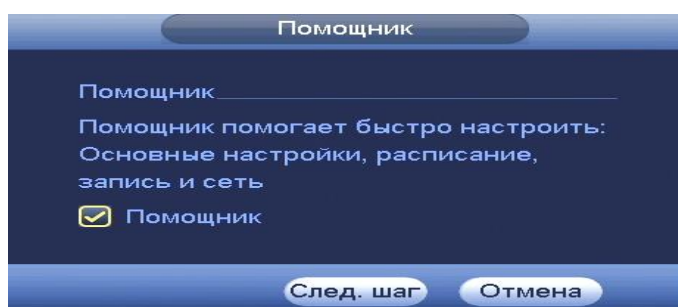 Помощник
Помощник
Помощник помогает быстро настроить:
Основные настройки, расписание,
запись и сеть
Помощник
След. шаг Отмена